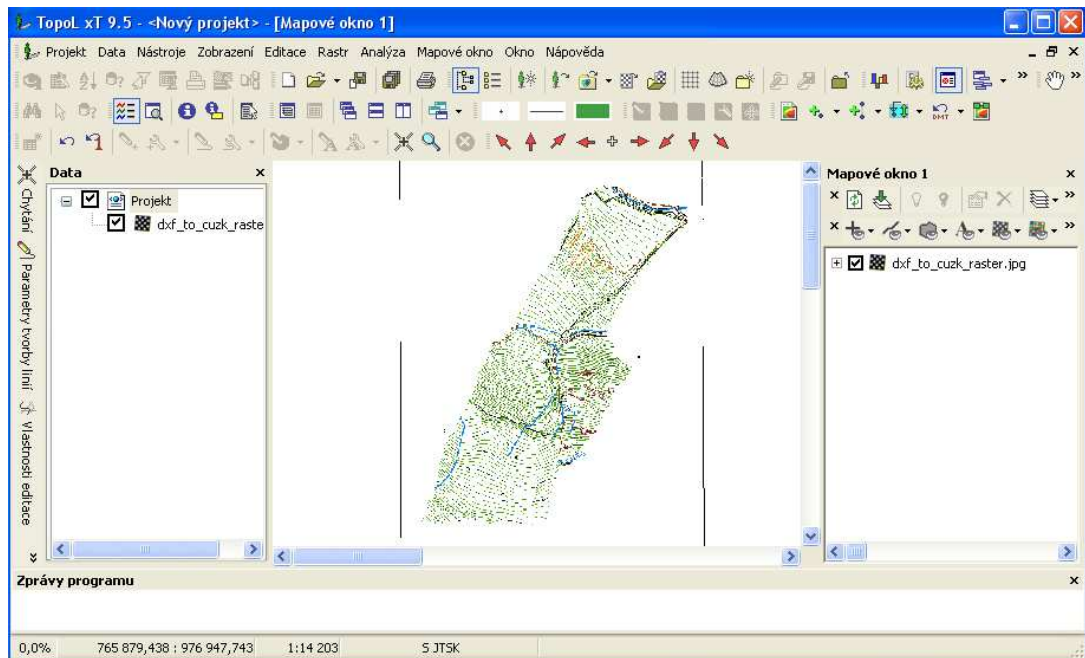 TopoL xT 9.5 - <Nový projekt> - [Mapové okno 1]
Projekt Data Nástroje Zobrazení Editace Rastr Analýza Mapové okno Okno Nápověda
DMT
Data
Projekt
dxf_to_cuzk_raste
Chytání
Parametry tvorby linií
Vlastnosti editace
Mapové okno 1
dxf_to_cuzk_raster.jpg
Zprávy programu
0,0% 765 879,438 : 976 947,743 1:14 203 S JTSK